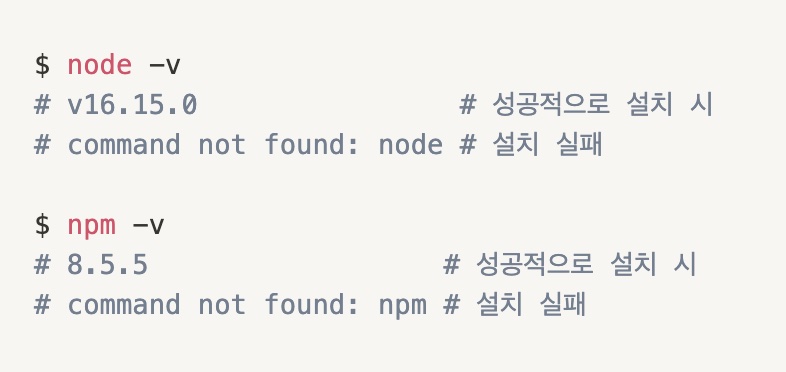 $ node -v
# v16.15.0                # 성공적으로 설치 시
# command not found: node # 설치 실패

$ npm -v
# 8.5.5                  # 성공적으로 설치 시
# command not found: npm # 설치 실패